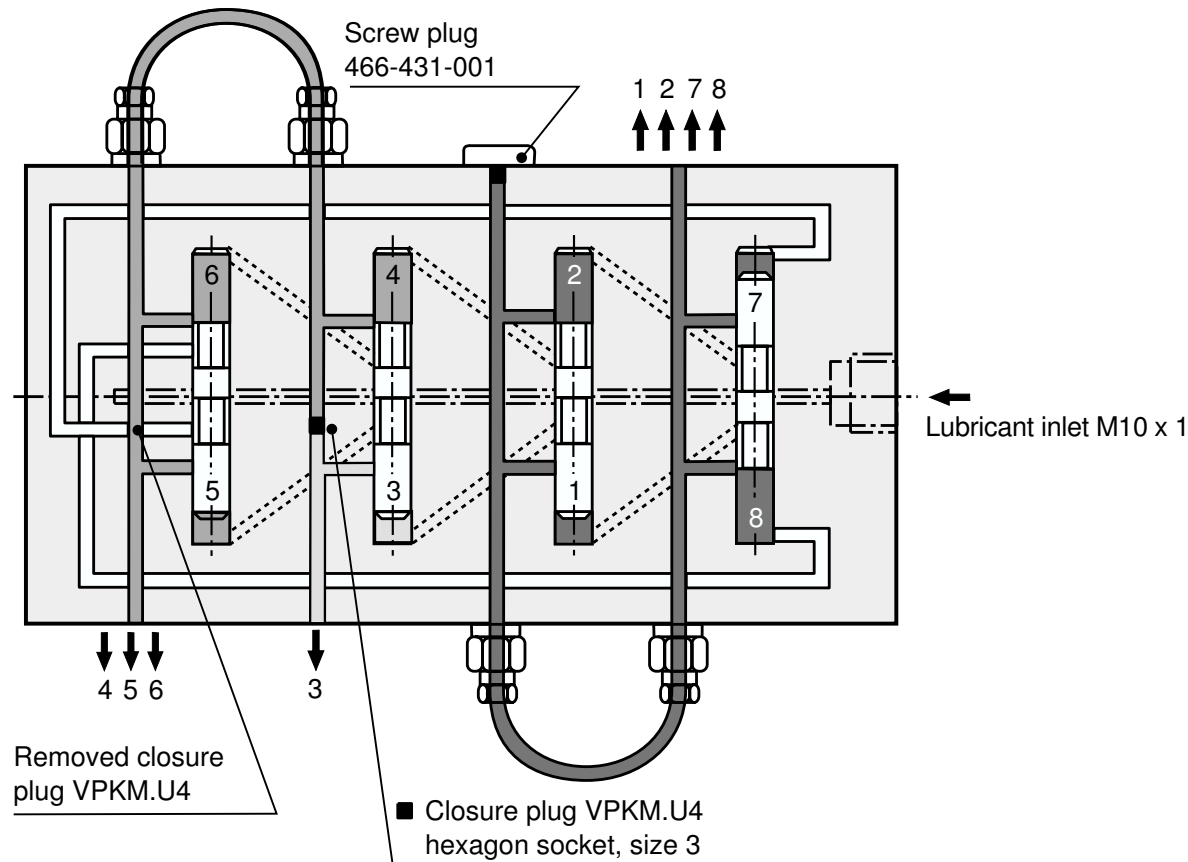 Screw plug
466-431-001
1 2 7 8
6 4 2 7
Lubricant inlet M10 x 1
5 3 1 8
4 5 6 3
Removed closure
plug VPKM.U4
Closure plug VPKM.U4
hexagon socket, size 3